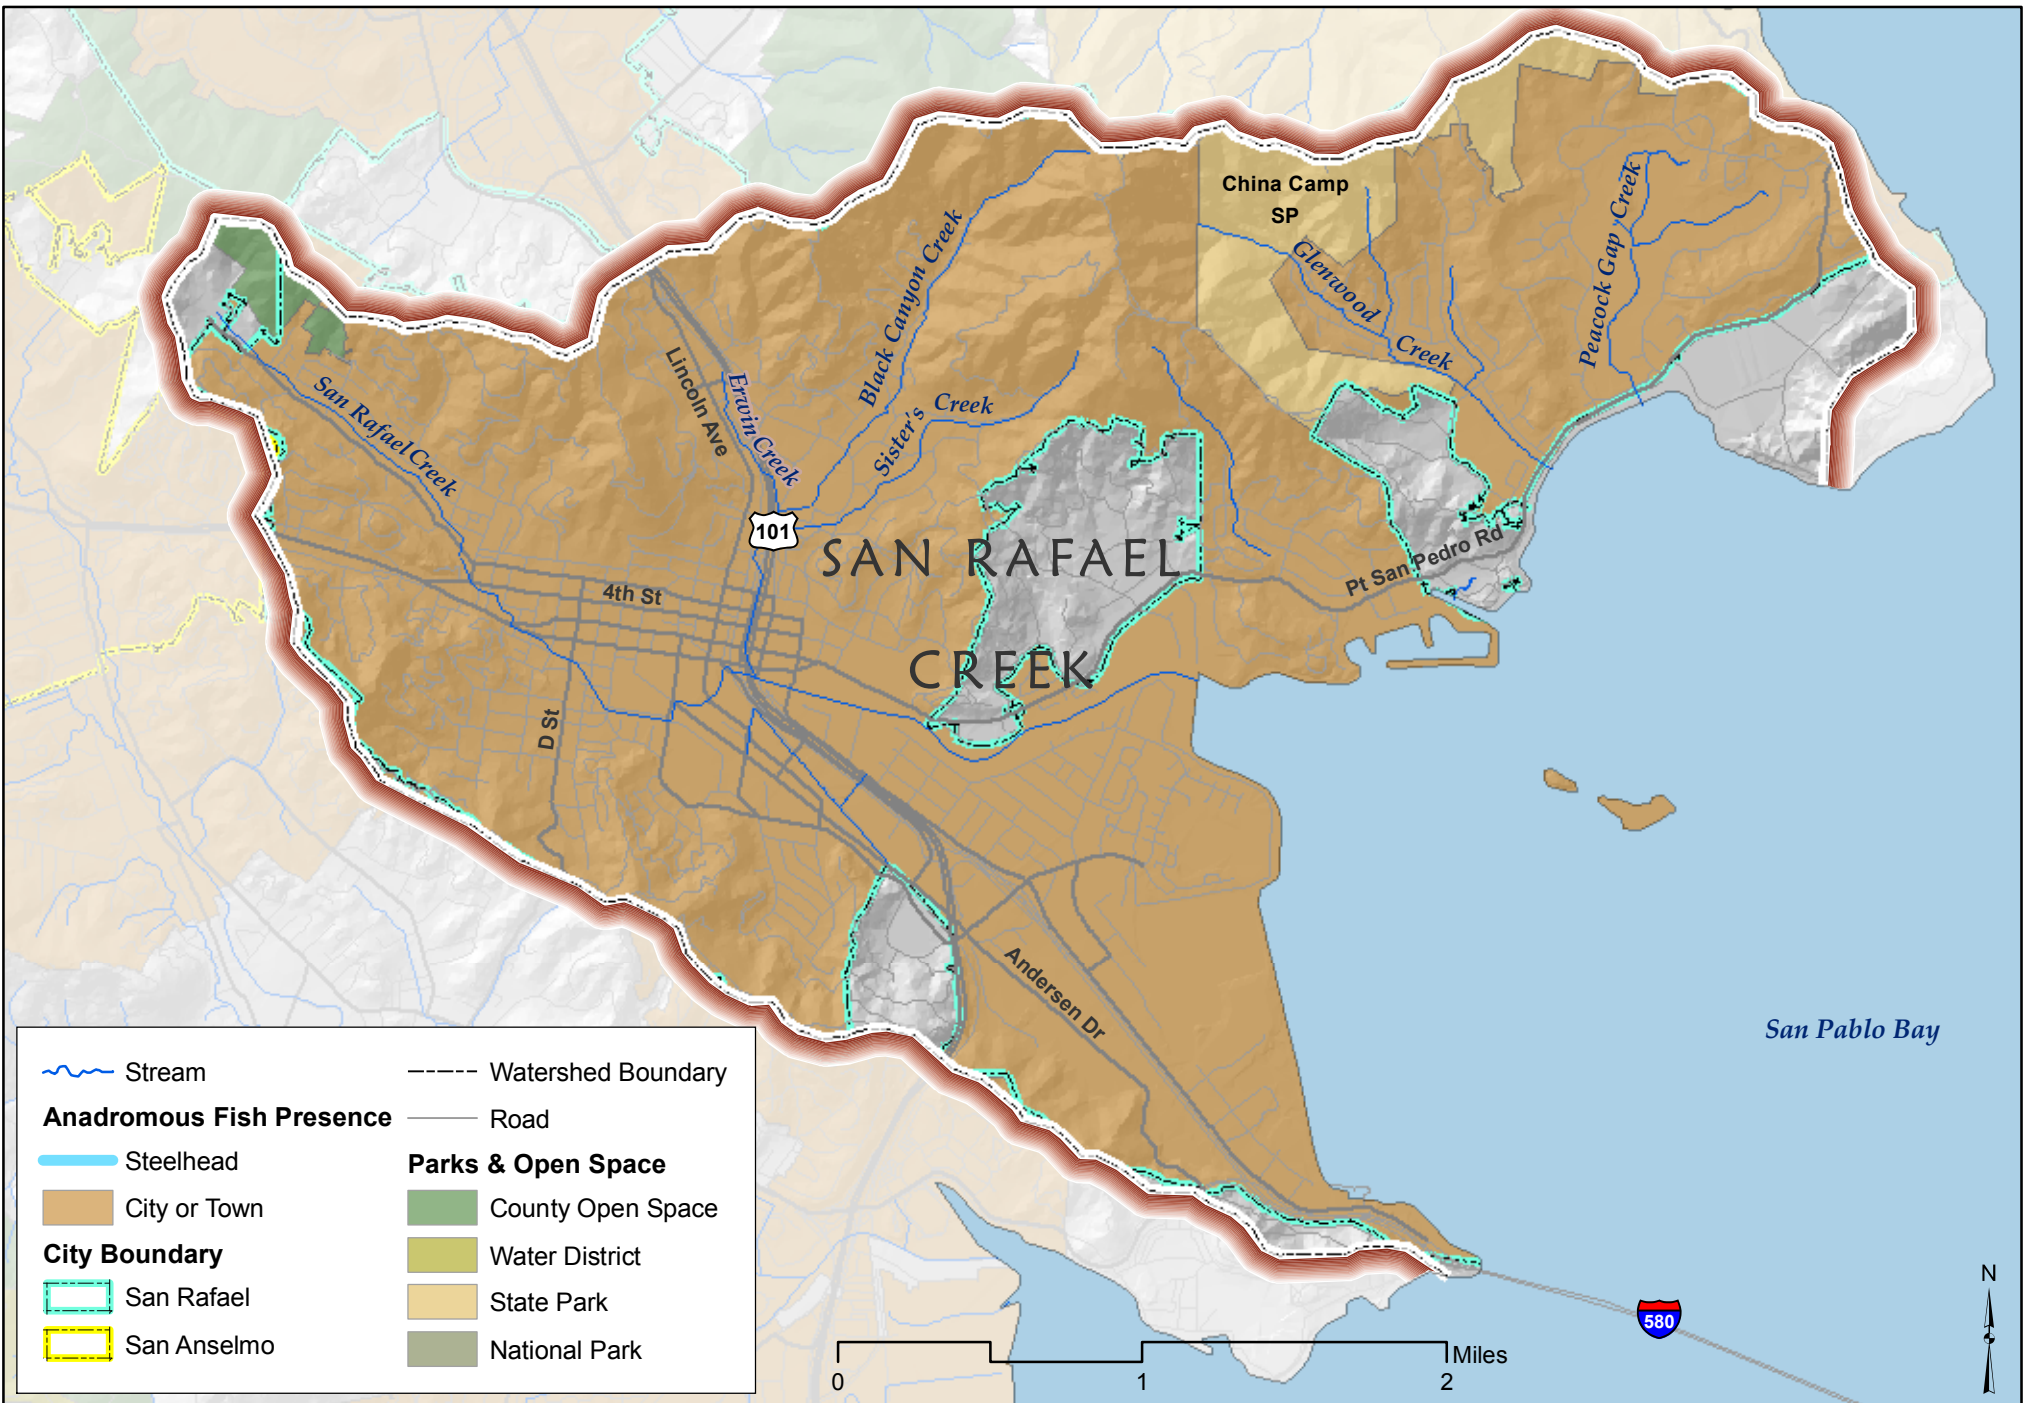 China Camp
SP
Glenwood
Creek
Peacock Gap Creek
Black Canyon Creek
Sister's Creek
Erwin Creek
Lincoln Ave
San Rafael Creek
101
4th St
D St
SAN RAFAEL
CREEK
Pt San Pedro Rd
Andersen Dr
San Pablo Bay
580
N
Stream
Anadromous Fish Presence
Steelhead
City or Town
City Boundary
San Rafael
San Anselmo
Watershed Boundary
Road
Parks & Open Space
County Open Space
Water District
State Park
National Park
Miles
0 1 2